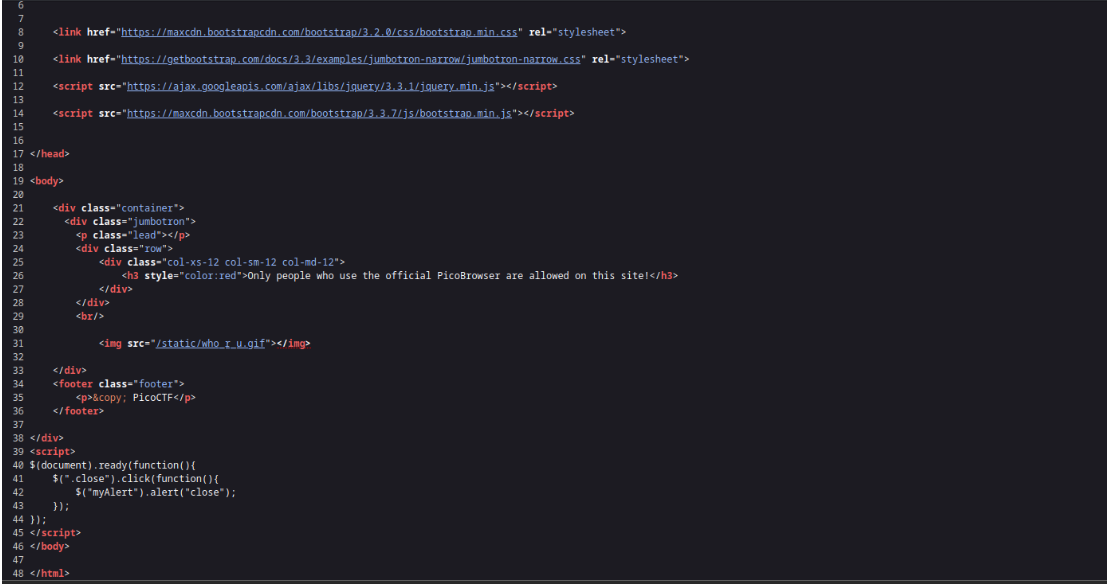 6
7
8 <link href="https://maxcdn.bootstrapcdn.com/bootstrap/3.2.0/css/bootstrap.min.css" rel="stylesheet">
9
10 <link href="https://getbootstrap.com/docs/3.3/examples/jumbotron-narrow/jumbotron-narrow.css" rel="stylesheet">
11
12 <script src="https://ajax.googleapis.com/ajax/libs/jquery/3.3.1/jquery.min.js"></script>
13
14 <script src="https://maxcdn.bootstrapcdn.com/bootstrap/3.3.7/js/bootstrap.min.js"></script>
15
16
17 </head>
18
19 <body>
20
21 <div class="container">
22 <div class="jumbotron">
23 <p class="lead"></p>
24 <div class="row">
25 <div class="col-xs-12 col-sm-12 col-md-12">
26 <h3 style="color:red">Only people who use the official PicoBrowser are allowed on this site!</h3>
27 </div>
28 </div>
29 <br/>
30
31 <img src="/static/who_r_u.gif"></img>
32
33 </div>
34 <footer class="footer">
35 <p>&copy; PicoCTF</p>
36 </footer>
37
38 </div>
39 <script>
40 $(document).ready(function(){
41 $(".close").click(function(){
42 $("myAlert").alert("close");
43 });
44 });
45 </script>
46 </body>
47
48 </html>